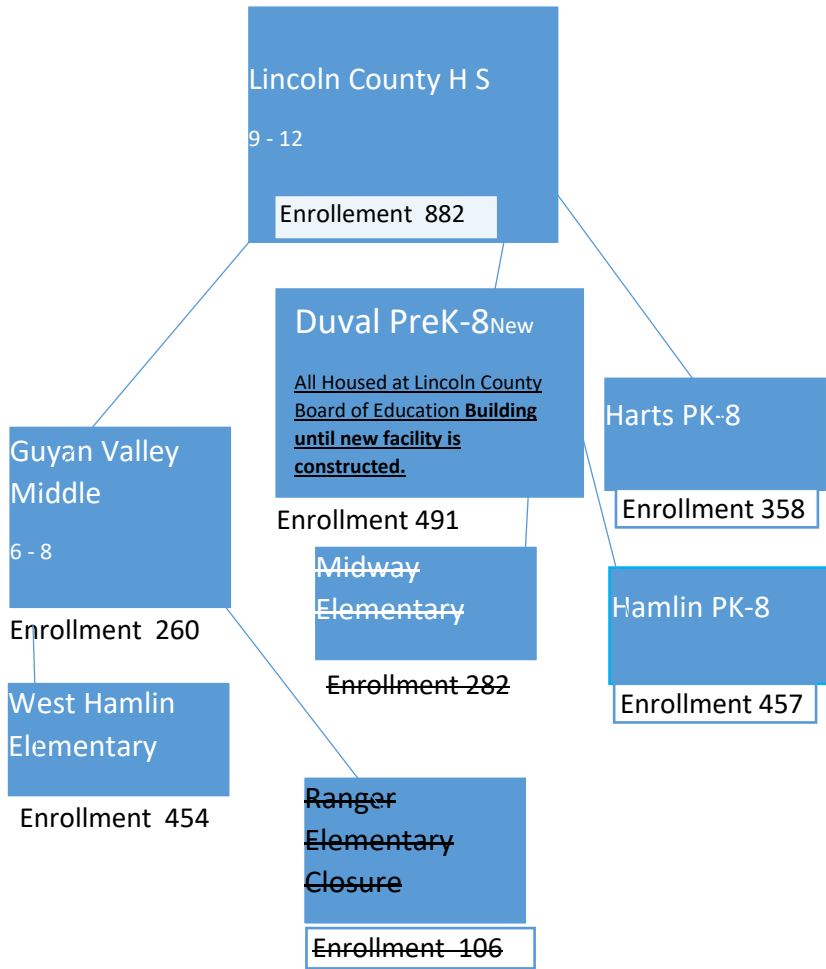 Lincoln County H S
9 - 12
Enrollement 882
Duval PreK-8New
All Housed at Lincoln County
Board of Education Building
until new facility is
constructed.
Enrollment 491
Harts PK-8
Enrollment 358
Guyan Valley
Middle
6 - 8
Enrollment 260
Midway
Elementary
Enrollment 282
Hamlin PK-8
Enrollment 457
West Hamlin
Elementary
Enrollment 454
Ranger
Elementary
Closure
Enrollment 106